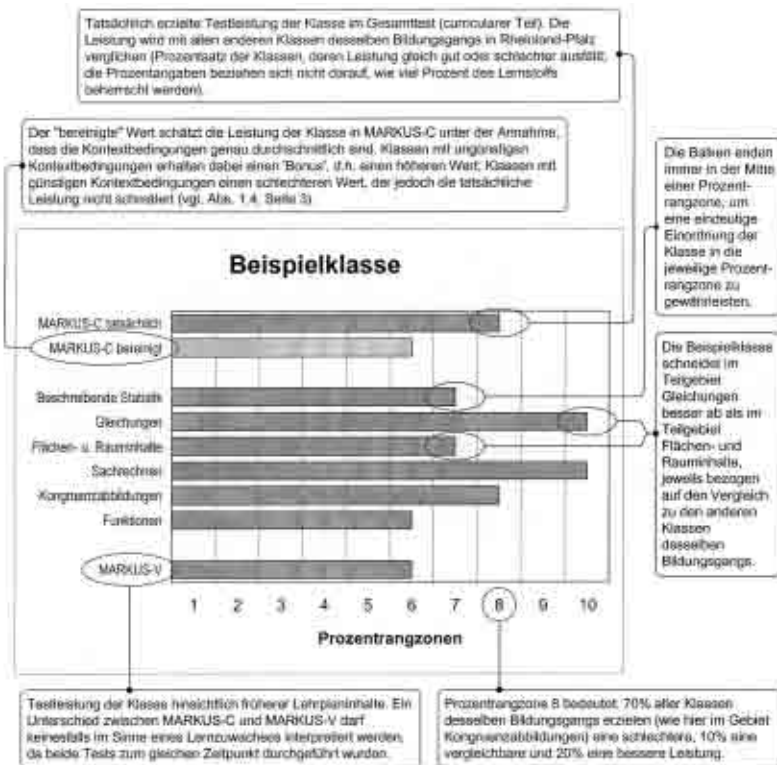 Tatsächlich erzielte Testleistung der Klasse im Gesamttest (curricularer Teil). Die
Leistung wird mit allen anderen Klassen desselben Bildungsgangs in Rheinland-Pfalz
verglichen (Prozentsatz der Klassen, deren Leistung gleich gut oder schlechter ausfällt,
die Prozentangaben beziehen sich nicht darauf, wie viel Prozent des Lernstoffs
beherrscht werden).
Der "bereinigte" Wert schätzt die Leistung der Klasse in MARKUS-C unter der Annahme,
dass die Kontextbedingungen genau durchschnittlich sind. Klassen mit ungünstigen
Kontextbedingungen erhalten dabei einen 'Bonus', d.h. einen höheren Wert; Klassen mit
günstigen Kontextbedingungen einen schlechteren Wert, der jedoch die tatsächliche
Leistung nicht schmälert (vgl. Abs. 1.4, Seite 3)
Die Balken enden
immer in der Mitte
einer Prozent-
rangzone, um
eine eindeutige
Einordnung der
Klasse in die
jeweilige Prozent-
rangzone zu
gewährleisten.
Beispielklasse
MARKUS-C tatsächlich
MARKUS-C bereinigt
Beschreibende Statistik
Gleichungen
Flächen- u. Rauminhalte
Sachrechnen
Kongruenzabbildungen
Funktionen
MARKUS-V
1 2 3 4 5 6 7 8 9 10
Prozentrangzonen
Die Beispielklasse
schneidet im
Teilgebiet
Gleichungen
besser ab als im
Teilgebiet
Flächen- und
Rauminhalte,
jeweils bezogen
auf den Vergleich
zu den anderen
Klassen
desselben
Bildungsgangs.
Testleistung der Klasse hinsichtlich früherer Lehrplaninhalte. Ein
Unterschied zwischen MARKUS-C und MARKUS-V darf
keinesfalls im Sinne eines Lernzuwachses interpretiert werden,
da beide Tests zum gleichen Zeitpunkt durchgeführt wurden.
Prozentrangzone 8 bedeutet, 70% aller Klassen
desselben Bildungsgangs erzielen (wie hier im Gebiet
Kongruenzabbildungen) eine schlechtere, 10% eine
vergleichbare und 20% eine bessere Leistung.